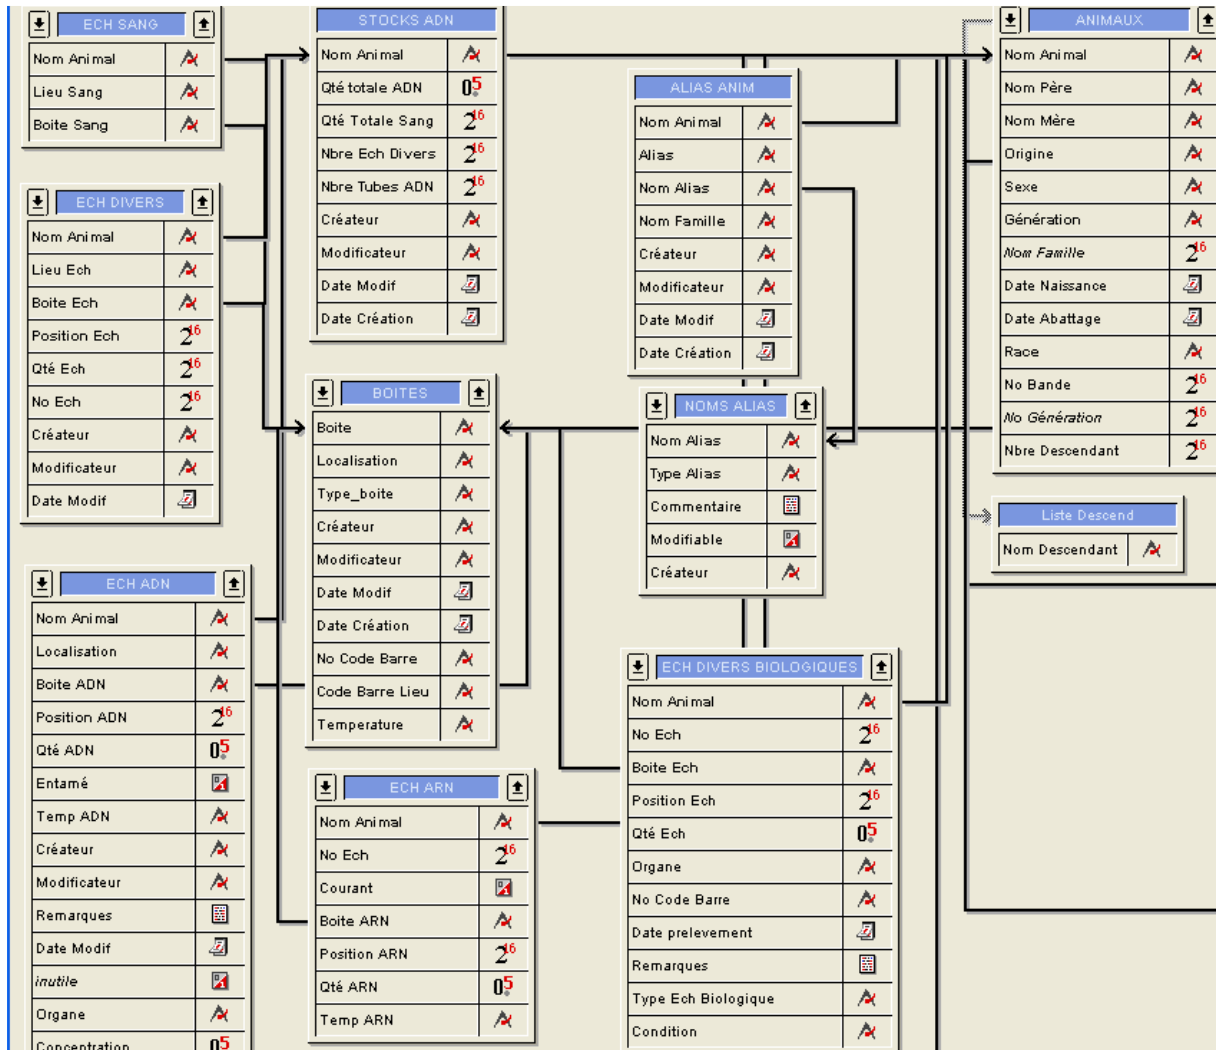 ECH SANG
Nom Animal
Lieu Sang
Boite Sang
ECH DIVERS
Nom Animal
Lieu Ech
Boite Ech
Position Ech
Qté Ech
No Ech
Créateur
Modificateur
Date Modif
ECH ADN
Nom Animal
Localisation
Boite ADN
Position ADN
Qté ADN
Entamé
Temp ADN
Créateur
Modificateur
Remarques
Date Modif
inutile
Organe
Concentration
STOCKS ADN
Nom Animal
Qté totale ADN
Qté Totale Sang
Nbre Ech Divers
Nbre Tubes ADN
Créateur
Modificateur
Date Modif
Date Création
BOITES
Boite
Localisation
Type_boite
Créateur
Modificateur
Date Modif
Date Création
No Code Barre
Code Barre Lieu
Temperature
ECH ARN
Nom Animal
No Ech
Courant
Boite ARN
Position ARN
Qté ARN
Temp ARN
ALIAS ANIM
Nom Animal
Alias
Nom Alias
Nom Famille
Créateur
Modificateur
Date Modif
Date Création
NOMS ALIAS
Nom Alias
Type Alias
Commentaire
Modifiable
Créateur
ECH DIVERS BIOLOGIQUES
Nom Animal
No Ech
Boite Ech
Position Ech
Qté Ech
Organe
No Code Barre
Date prelevement
Remarques
Type Ech Biologique
Condition
ANIMAUX
Nom Animal
Nom Père
Nom Mère
Origine
Sexe
Génération
Nom Famille
Date Naissance
Date Abattage
Race
No Bande
No Génération
Nbre Descendant
Liste Descend
Nom Descendant